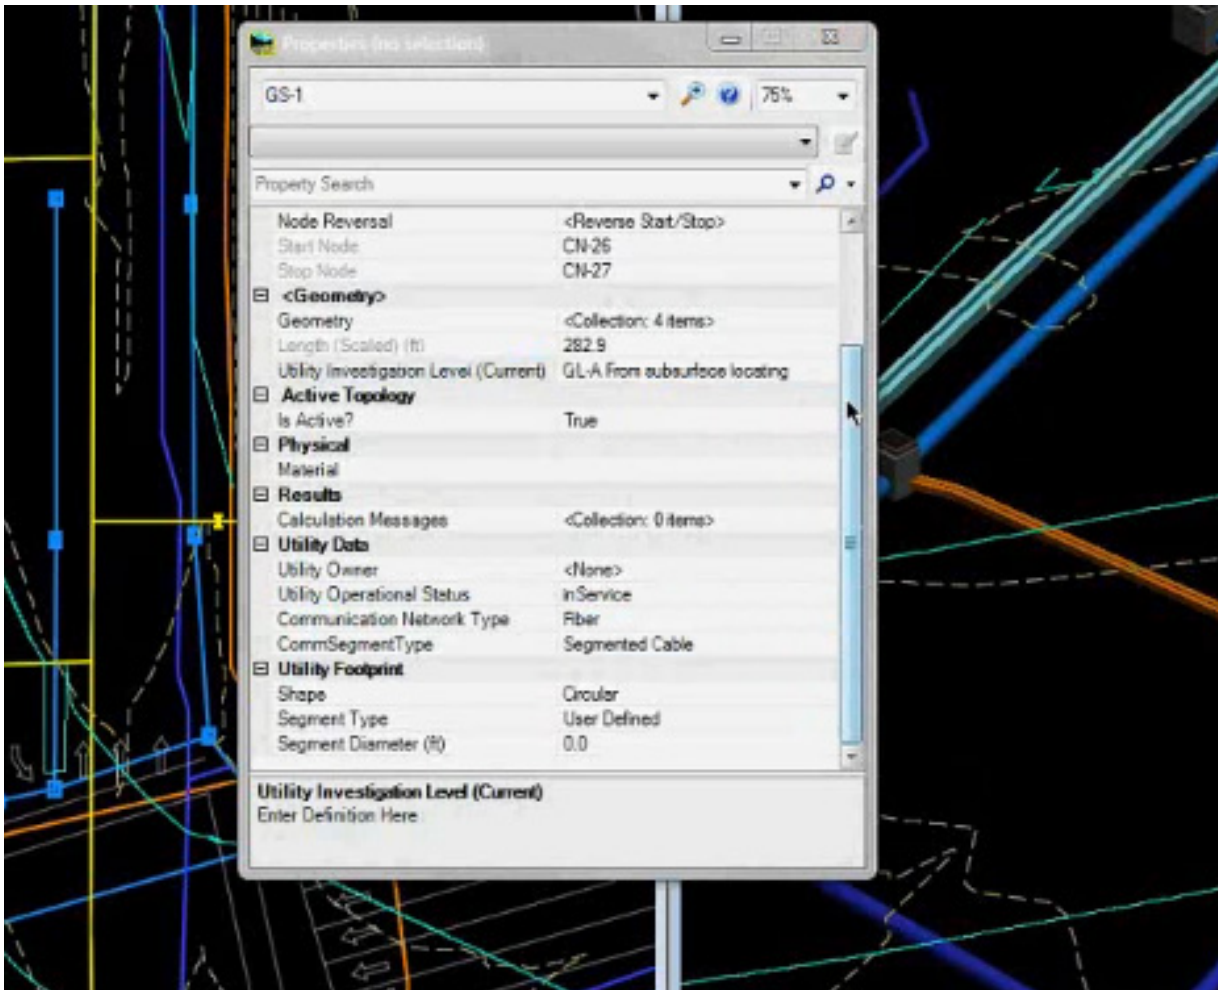 Properties (no selection)
GS-1 75%
Property Search
Node Reversal <Reverse Start/Stop>
Start Node CN-26
Stop Node CN-27
<Geometry>
Geometry <Collection: 4 items>
Length (Scaled) (ft) 282.9
Utility Investigation Level (Current) GL-A From subsurface locating
Active Topology
Is Active? True
Physical
Material
Results
Calculation Messages <Collection: 0 items>
Utility Data
Utility Owner <None>
Utility Operational Status inService
Communication Network Type Fiber
CommSegmentType Segmented Cable
Utility Footprint
Shape Circular
Segment Type User Defined
Segment Diameter (ft) 0.0
Utility Investigation Level (Current)
Enter Definition Here